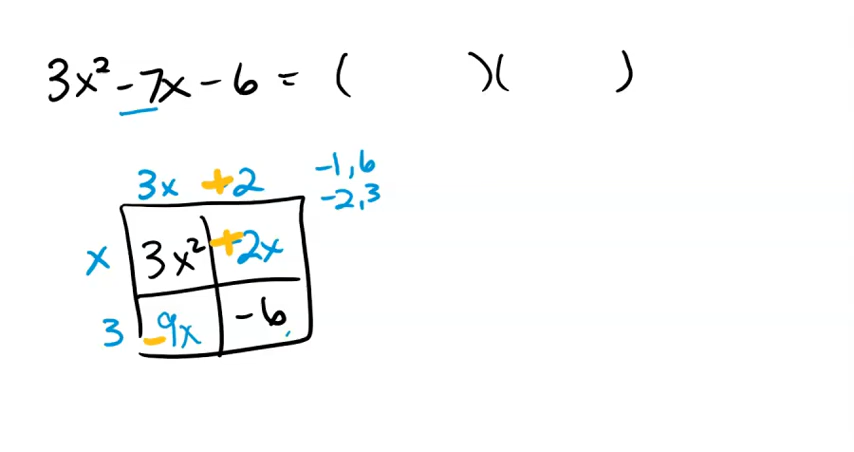 3x² - 7x - 6 = (       )(       )
-1, 6
3x +2
-2, 3
x 3x² +2x
3 -9x -6